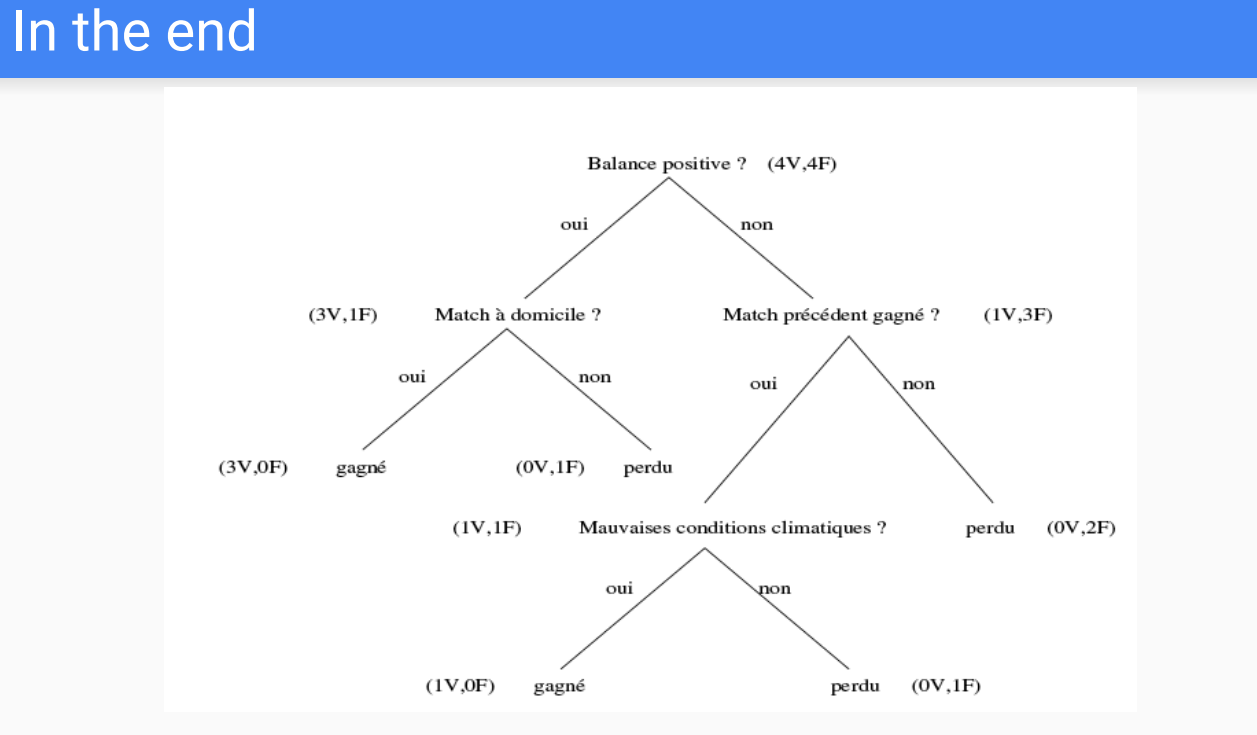 In the end
Balance positive ? (4V,4F)
oui non
(3V,1F) Match à domicile ? Match précédent gagné ? (1V,3F)
oui non oui non
(3V,0F) gagné (0V,1F) perdu
(1V,1F) Mauvaises conditions climatiques ? perdu (0V,2F)
oui non
(1V,0F) gagné perdu (0V,1F)